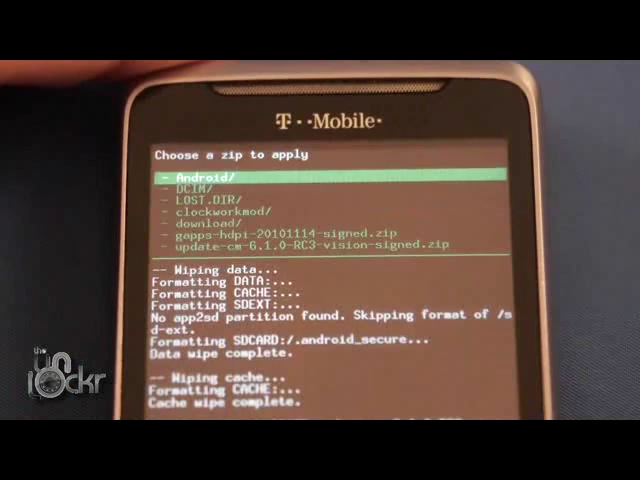 T··Mobile·
Choose a zip to apply
- Android/
- DCIM/
- LOST.DIR/
- clockworkmod/
- download/
- gapps-hdpi-20101114-signed.zip
- update-cm-6.1.0-RC3-vision-signed.zip
-- Wiping data...
Formatting DATA:...
Formatting CACHE:...
Formatting SDEXT:...
No app2sd partition found. Skipping format of /s
d-ext.
Formatting SDCARD:/.android_secure...
Data wipe complete.
-- Wiping cache...
Formatting CACHE:...
Cache wipe complete.
the
unlockr